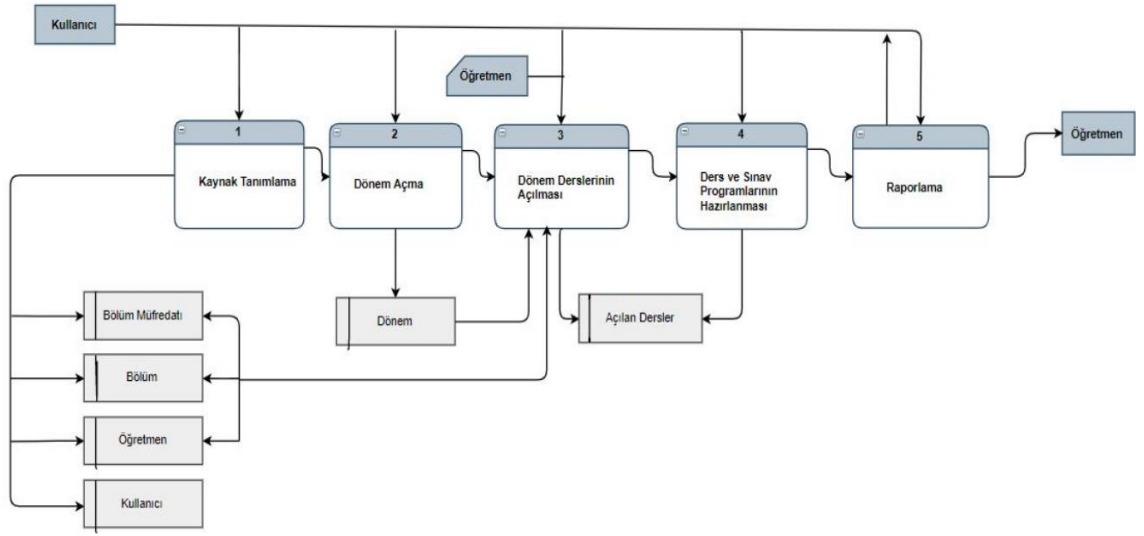 Kullanıcı
Öğretmen
Öğretmen
1
2
3
4
5
Kaynak Tanımlama
Dönem Açma
Dönem Derslerinin
Açılması
Ders ve Sınav
Programlarının
Hazırlanması
Raporlama
Bölüm Müfredatı
Dönem
Açılan Dersler
Bölüm
Öğretmen
Kullanıcı